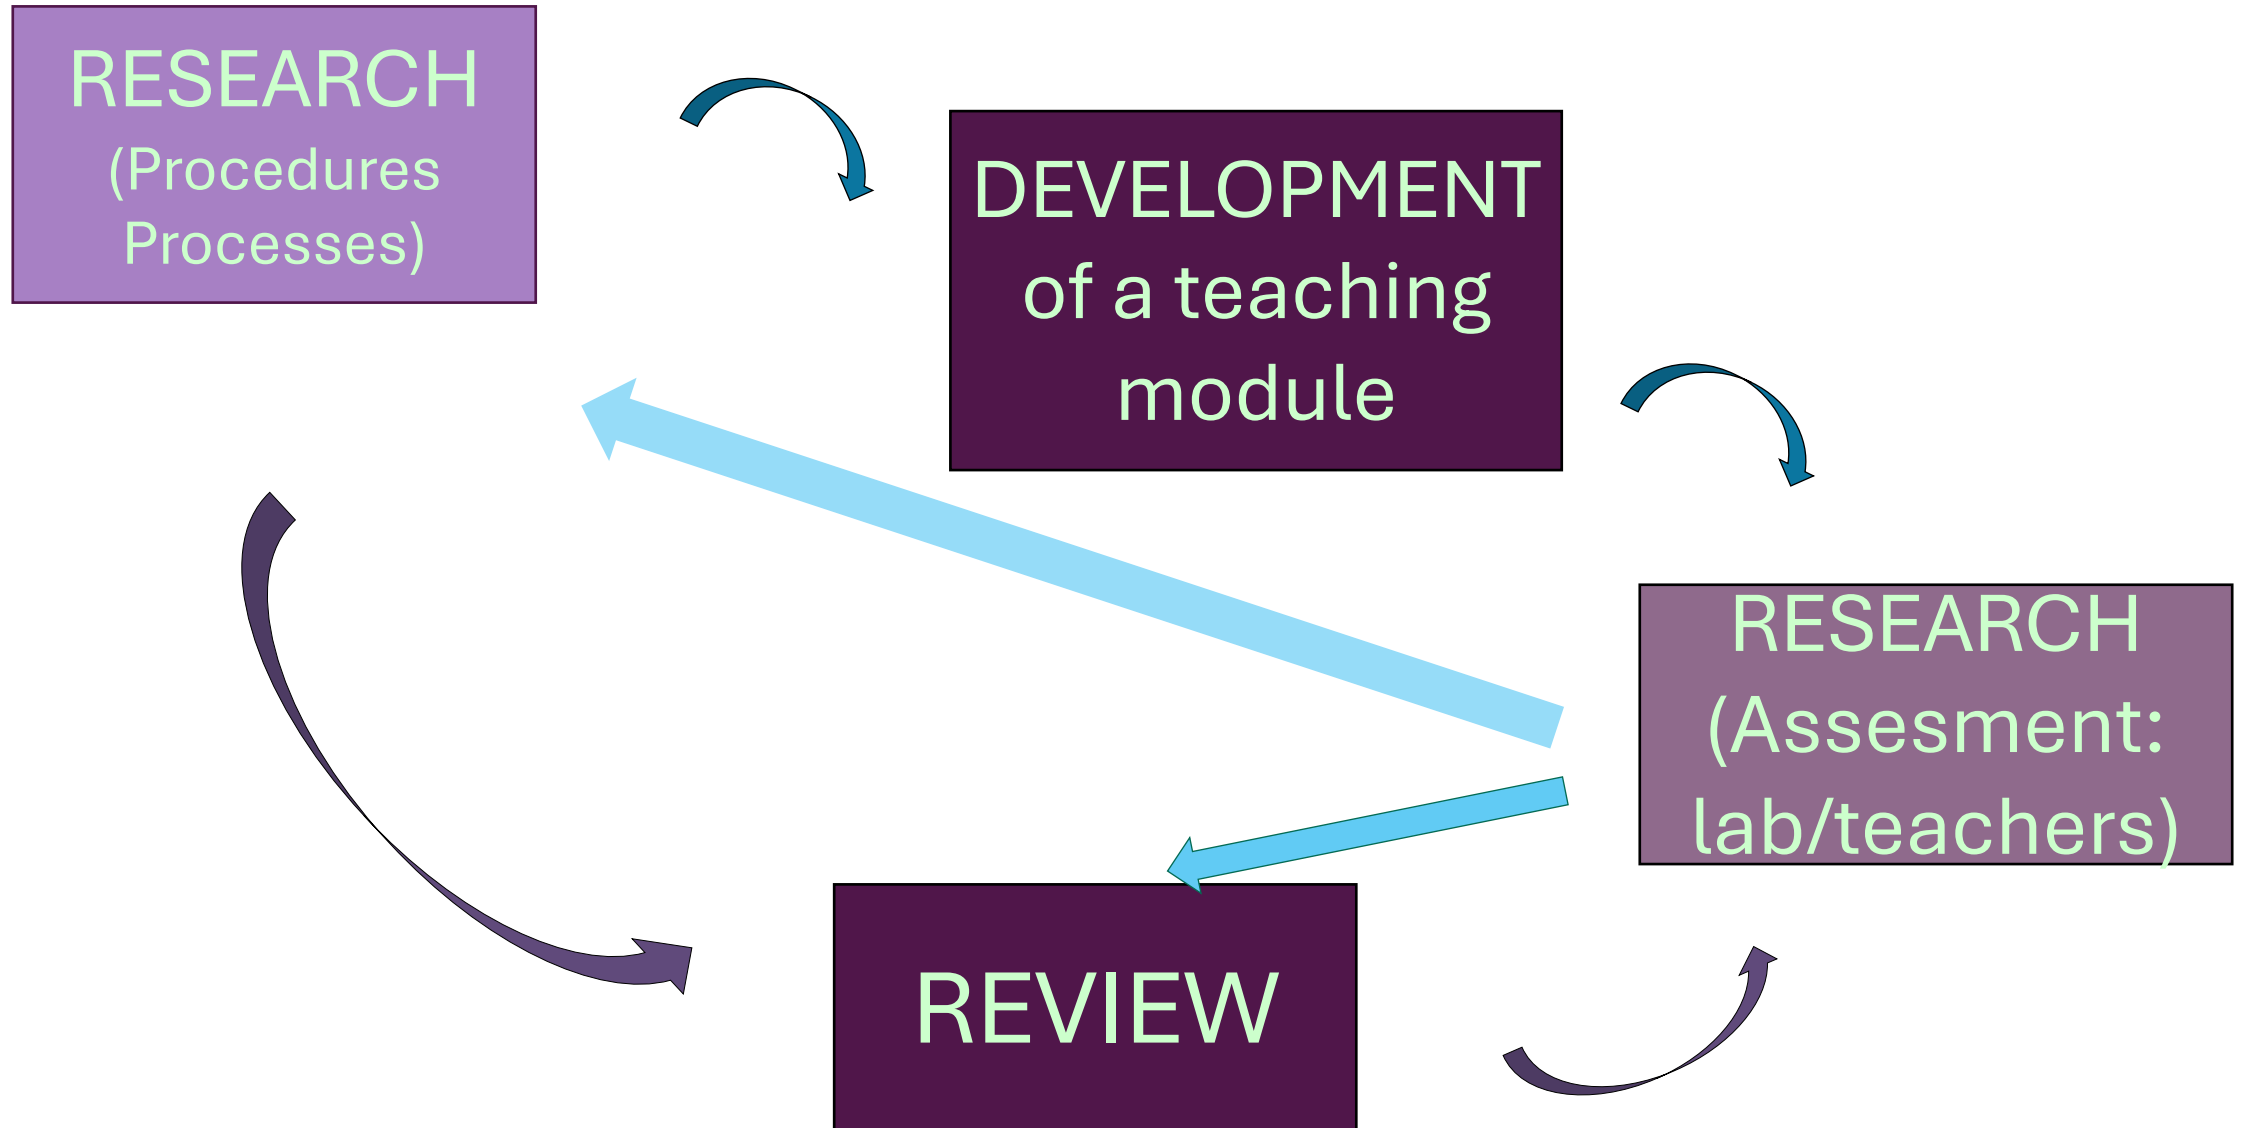 RESEARCH
(Procedures
Processes)
DEVELOPMENT
of a teaching
module
RESEARCH
(Assesment:
lab/teachers)
REVIEW